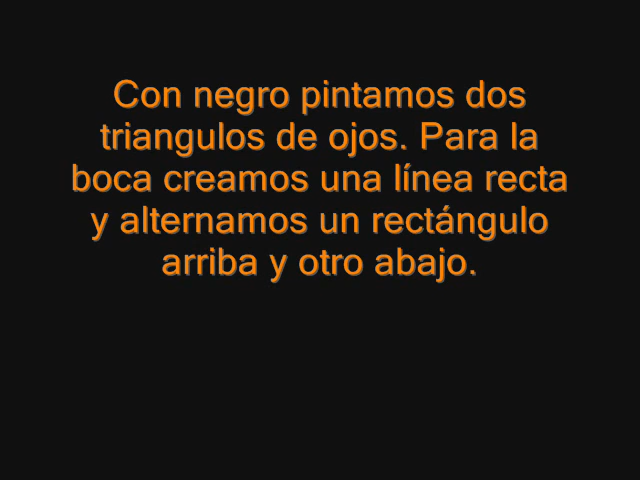 Con negro pintamos dos
triangulos de ojos. Para la
boca creamos una línea recta
y alternamos un rectángulo
arriba y otro abajo.